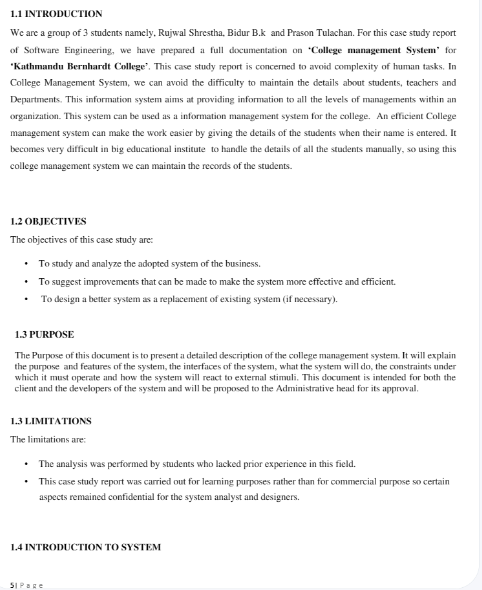 1.1 INTRODUCTION
We are a group of 3 students namely, Rujwal Shrestha, Bidur B.k and Prason Tulachan. For this case study report
of Software Engineering, we have prepared a full documentation on ‘College management System’ for
‘Kathmandu Bernhardt College’. This case study report is concerned to avoid complexity of human tasks. In
College Management System, we can avoid the difficulty to maintain the details about students, teachers and
Departments. This information system aims at providing information to all the levels of managements within an
organization. This system can be used as a information management system for the college. An efficient College
management system can make the work easier by giving the details of the students when their name is entered. It
becomes very difficult in big educational institute to handle the details of all the students manually, so using this
college management system we can maintain the records of the students.
1.2 OBJECTIVES
The objectives of this case study are:
• To study and analyze the adopted system of the business.
• To suggest improvements that can be made to make the system more effective and efficient.
• To design a better system as a replacement of existing system (if necessary).
1.3 PURPOSE
The Purpose of this document is to present a detailed description of the college management system. It will explain
the purpose and features of the system, the interfaces of the system, what the system will do, the constraints under
which it must operate and how the system will react to external stimuli. This document is intended for both the
client and the developers of the system and will be proposed to the Administrative head for its approval.
1.3 LIMITATIONS
The limitations are:
• The analysis was performed by students who lacked prior experience in this field.
• This case study report was carried out for learning purposes rather than for commercial purpose so certain
aspects remained confidential for the system analyst and designers.
1.4 INTRODUCTION TO SYSTEM
5| P a g e